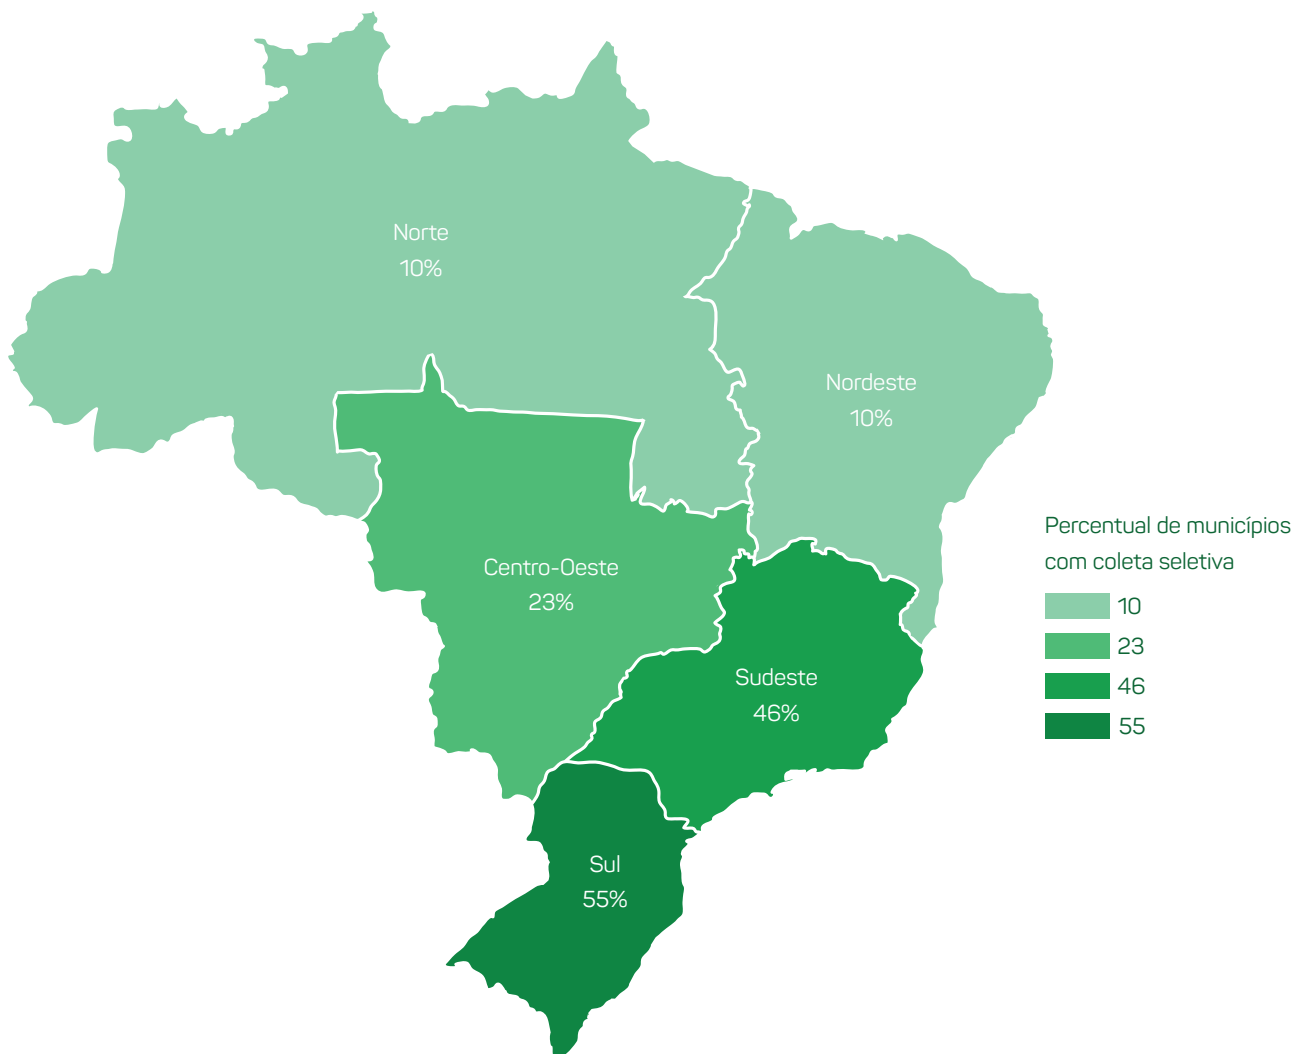 Norte
10%
Nordeste
10%
Centro-Oeste
23%
Sudeste
46%
Sul
55%
Percentual de municípios
com coleta seletiva
10
23
46
55